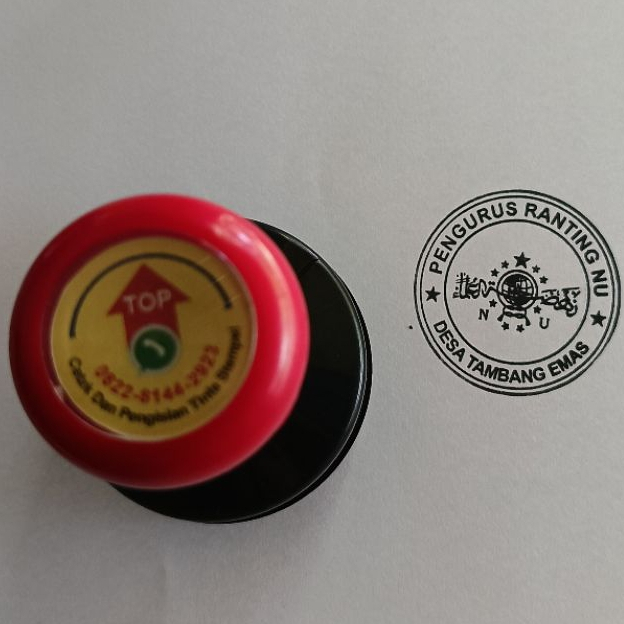 TOP
0822-8144-2923
Cetak Dan Pengisian Tinta Stempel
PENGURUS RANTING NU
N U
DESA TAMBANG EMAS